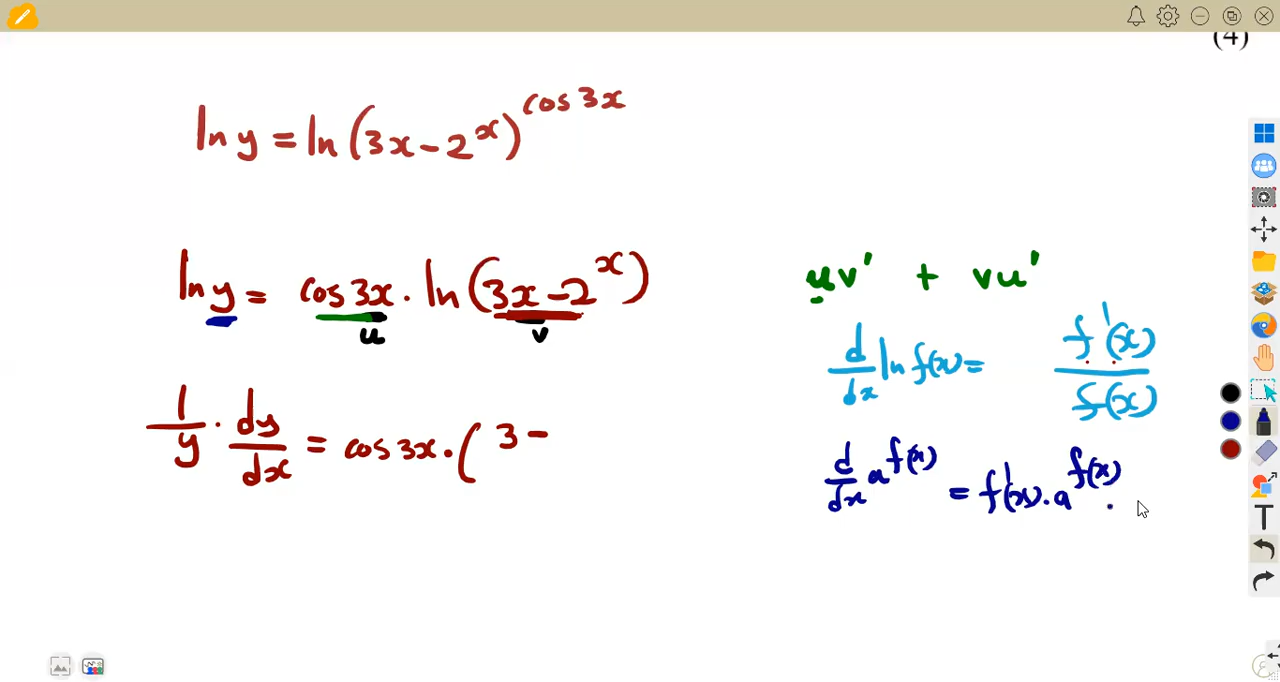 (4)
ln y = ln (3x - 2^x)^cos 3x
ln y = cos 3x . ln (3x - 2^x)
u v
uv' + vu'
d/dx ln f(x) = f'(x)/f(x)
1/y . dy/dx = cos 3x . ( 3 -
d/dx a^f(x) = f'(x) . a^f(x) .
T